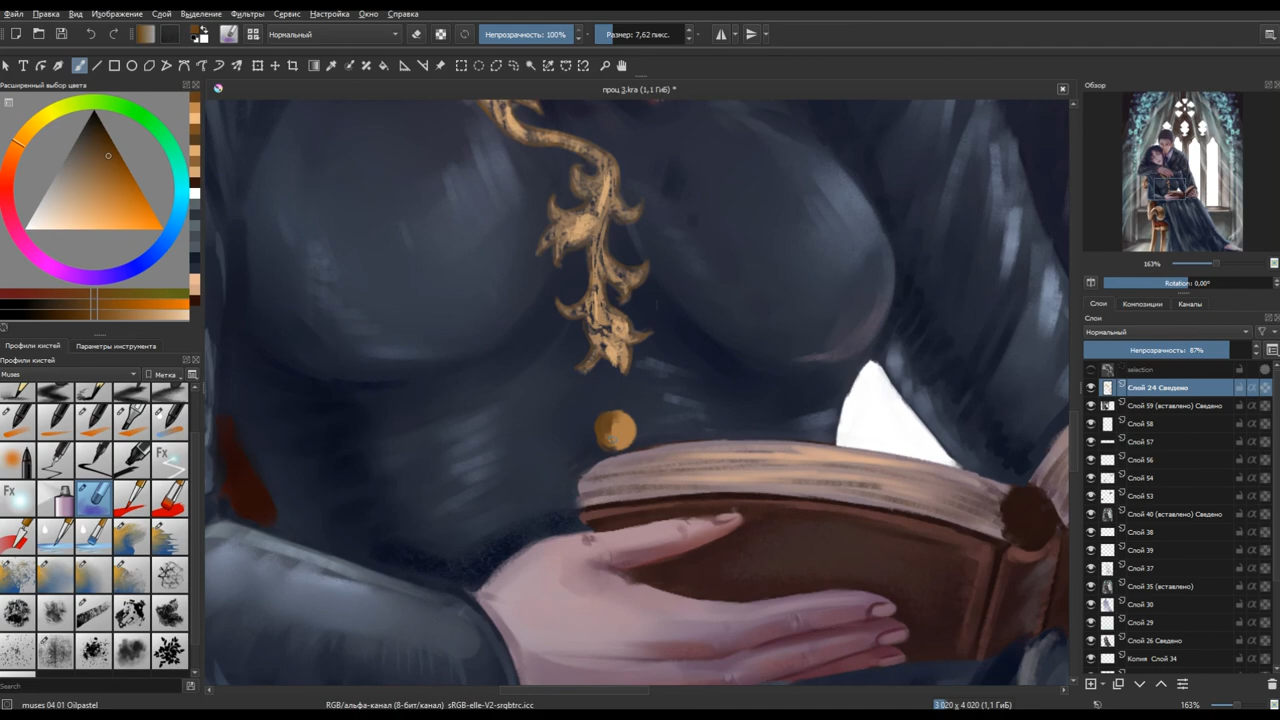 Файл Правка Вид Изображение Слой Выделение Фильтры Сервис Настройка Окно Справка
Нормальный Непрозрачность: 100% Размер: 7,62 пикс.
Расширенный выбор цвета
проц 3.kra (1,1 ГиБ) *
Обзор
163%
Rotation: 0,00°
Слои Композиции Каналы
Слои
Нормальный
Непрозрачность: 87%
selection
Слой 24 Сведено
Слой 59 (вставлено) Сведено
Слой 58
Слой 57
Слой 56
Слой 54
Слой 53
Слой 40 (вставлено) Сведено
Слой 38
Слой 39
Слой 37
Слой 35 (вставлено)
Слой 30
Слой 29
Слой 26 Сведено
Копия Слой 34
Профили кистей Параметры инструмента
Профили кистей
Muses Метка
Fx
Fx
Search
muses 04 01 Oilpastel RGB/альфа-канал (8-бит/канал) sRGB-elle-V2-srgbtrc.icc 3 020 x 4 020 (1,1 ГиБ) 163%